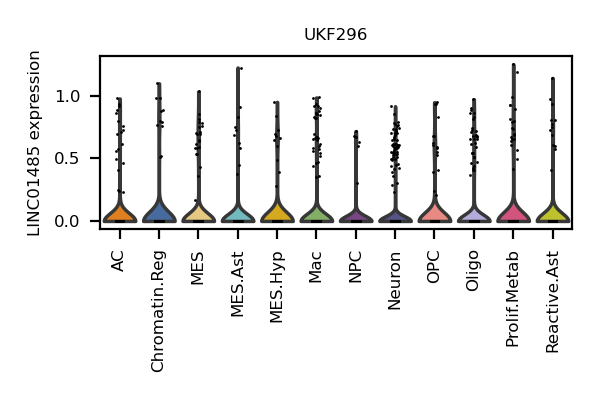 UKF296
LINC01485 expression
1.0
0.5
0.0
AC
Chromatin.Reg
MES
MES.Ast
MES.Hyp
Mac
NPC
Neuron
OPC
Oligo
Prolif.Metab
Reactive.Ast